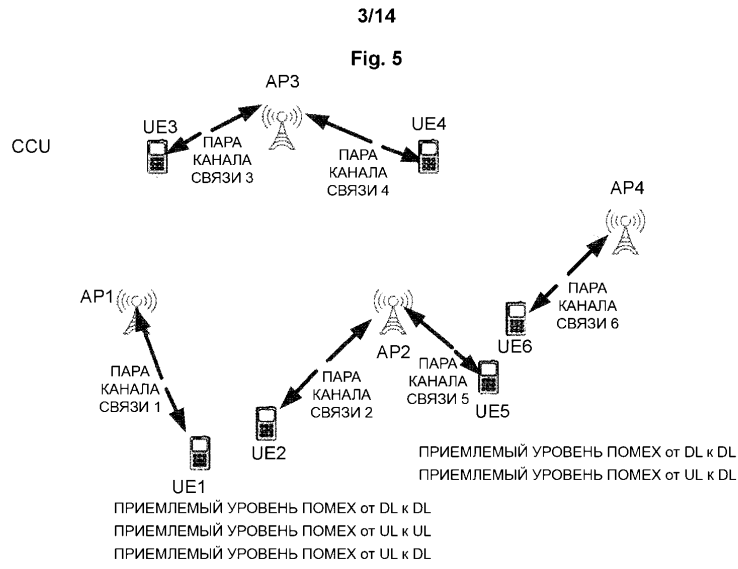 3/14
Fig. 5
AP3
CCU
UE3
UE4
ПАРА
КАНАЛА
СВЯЗИ 3
ПАРА
КАНАЛА
СВЯЗИ 4
AP4
AP1
AP2
ПАРА
КАНАЛА
СВЯЗИ 6
UE6
ПАРА
КАНАЛА
СВЯЗИ 1
ПАРА
КАНАЛА
СВЯЗИ 2
ПАРА
КАНАЛА
СВЯЗИ 5
UE5
UE2
UE1
ПРИЕМЛЕМЫЙ УРОВЕНЬ ПОМЕХ от DL к DL
ПРИЕМЛЕМЫЙ УРОВЕНЬ ПОМЕХ от UL к DL
ПРИЕМЛЕМЫЙ УРОВЕНЬ ПОМЕХ от DL к DL
ПРИЕМЛЕМЫЙ УРОВЕНЬ ПОМЕХ от UL к UL
ПРИЕМЛЕМЫЙ УРОВЕНЬ ПОМЕХ от UL к DL